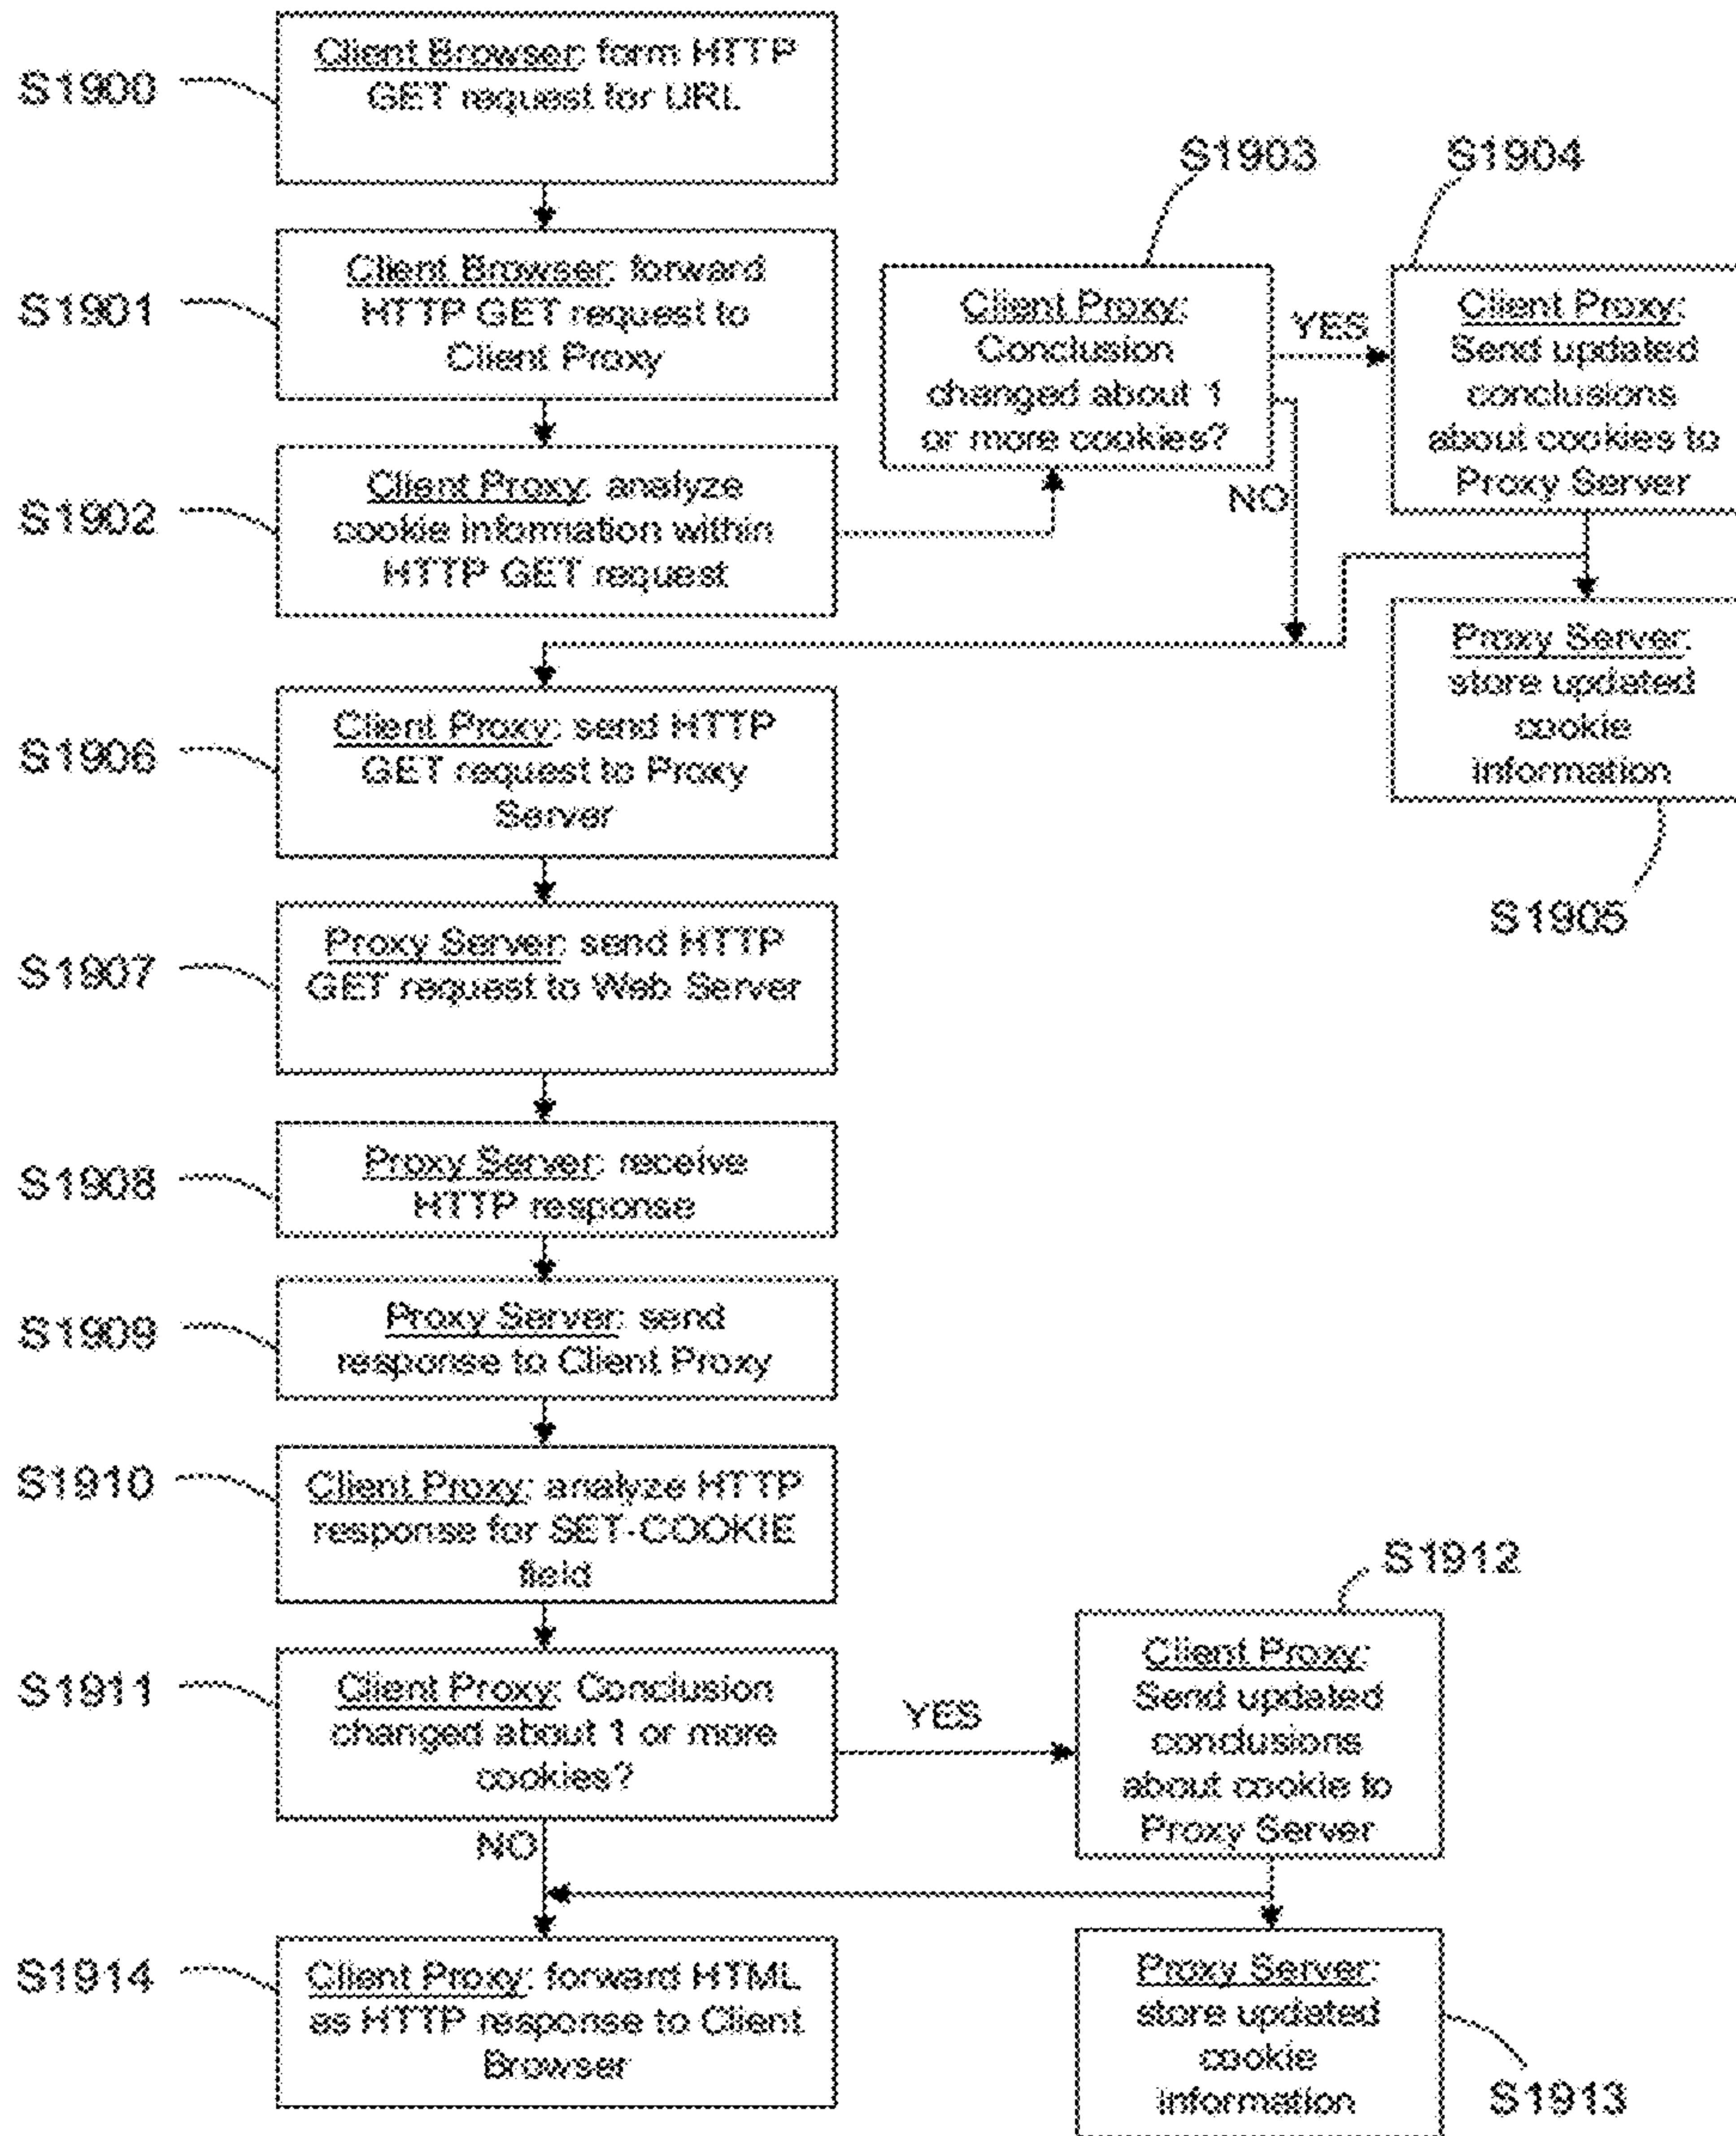 S1900
Client Browser: form HTTP
GET request for URL
S1901
Client Browser: forward
HTTP GET request to
Client Proxy
S1902
Client Proxy: analyze
cookie information within
HTTP GET request
S1903
Client Proxy:
Conclusion
changed about 1
or more cookies?
YES
NO
S1904
Client Proxy:
Send updated
conclusions
about cookies to
Proxy Server
Proxy Server:
store updated
cookie
information
S1905
S1906
Client Proxy: send HTTP
GET request to Proxy
Server
S1907
Proxy Server: send HTTP
GET request to Web Server
S1908
Proxy Server: receive
HTTP response
S1909
Proxy Server: send
response to Client Proxy
S1910
Client Proxy: analyze HTTP
response for SET-COOKIE
field
S1911
Client Proxy: Conclusion
changed about 1 or more
cookies?
YES
NO
S1912
Client Proxy:
Send updated
conclusions
about cookie to
Proxy Server
S1914
Client Proxy: forward HTML
as HTTP response to Client
Browser
Proxy Server:
store updated
cookie
information
S1913